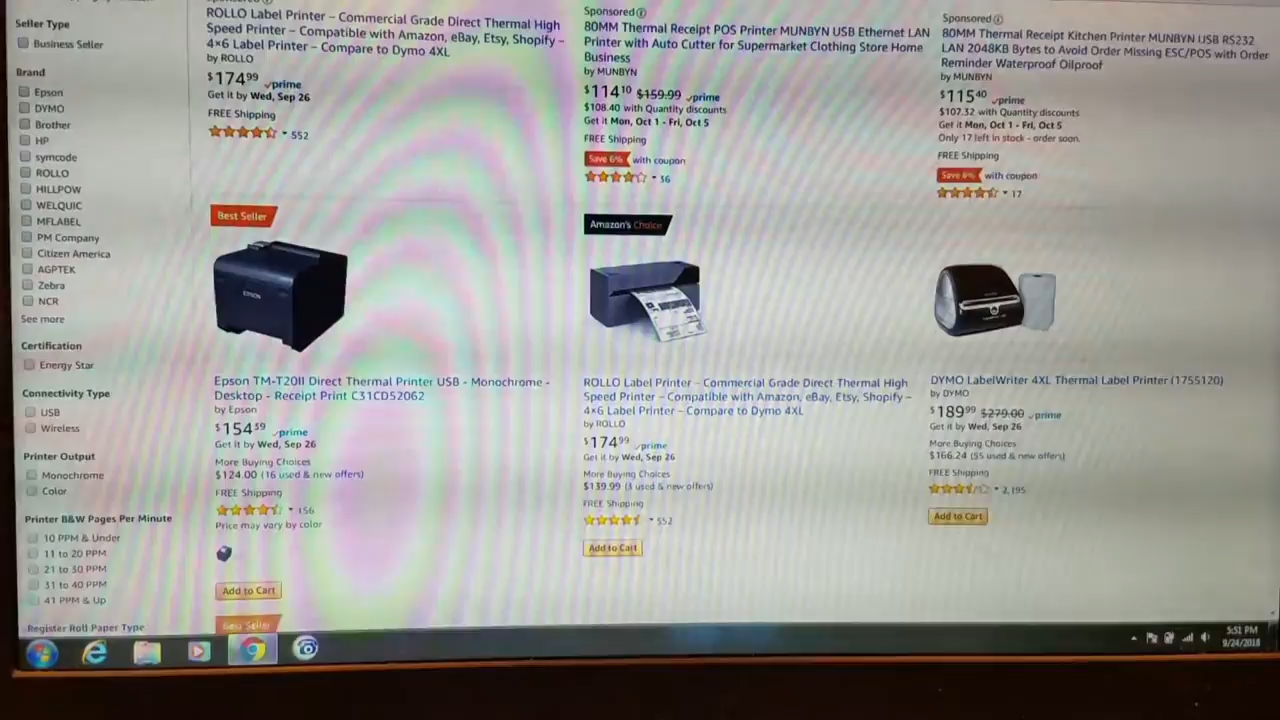 Seller Type
Business Seller
Brand
Epson
DYMO
Brother
HP
symcode
ROLLO
HILLPOW
WELQUIC
MFLABEL
PM Company
Citizen America
AGPTEK
Zebra
NCR
See more
Certification
Energy Star
Connectivity Type
USB
Wireless
Printer Output
Monochrome
Color
Printer B&W Pages Per Minute
10 PPM & Under
11 to 20 PPM
21 to 30 PPM
31 to 40 PPM
41 PPM & Up
Register Roll Paper Type
Sponsored
ROLLO Label Printer – Commercial Grade Direct Thermal High
Speed Printer – Compatible with Amazon, eBay, Etsy, Shopify –
4×6 Label Printer – Compare to Dymo 4XL
by ROLLO
$174.99 prime
Get it by Wed, Sep 26
FREE Shipping
552
Sponsored
80MM Thermal Receipt POS Printer MUNBYN USB Ethernet LAN
Printer with Auto Cutter for Supermarket Clothing Store Home
Business
by MUNBYN
$114.10 $159.99 prime
$108.40 with Quantity discounts
Get it Mon, Oct 1 - Fri, Oct 5
FREE Shipping
Save 6% with coupon
36
Sponsored
80MM Thermal Receipt Kitchen Printer MUNBYN USB RS232
LAN 2048KB Bytes to Avoid Order Missing ESC/POS with Order
Reminder Waterproof Oilproof
by MUNBYN
$115.40 prime
$107.32 with Quantity discounts
Get it Mon, Oct 1 - Fri, Oct 5
Only 17 left in stock - order soon.
FREE Shipping
Save with coupon
17
Best Seller
EPSON
Epson TM-T20II Direct Thermal Printer USB - Monochrome -
Desktop - Receipt Print C31CD52062
by Epson
$154.59 prime
Get it by Wed, Sep 26
More Buying Choices
$124.00 (16 used & new offers)
FREE Shipping
156
Price may vary by color
Add to Cart
Best Seller
Amazon's Choice
ROLLO Label Printer – Commercial Grade Direct Thermal High
Speed Printer – Compatible with Amazon, eBay, Etsy, Shopify –
4×6 Label Printer – Compare to Dymo 4XL
by ROLLO
$174.99 prime
Get it by Wed, Sep 26
More Buying Choices
$139.99 (3 used & new offers)
FREE Shipping
552
Add to Cart
DYMO LabelWriter 4XL Thermal Label Printer (1755120)
by DYMO
$189.99 $279.00 prime
Get it by Wed, Sep 26
More Buying Choices
$166.24 (55 used & new offers)
FREE Shipping
2,195
Add to Cart
5:51 PM
9/24/2018